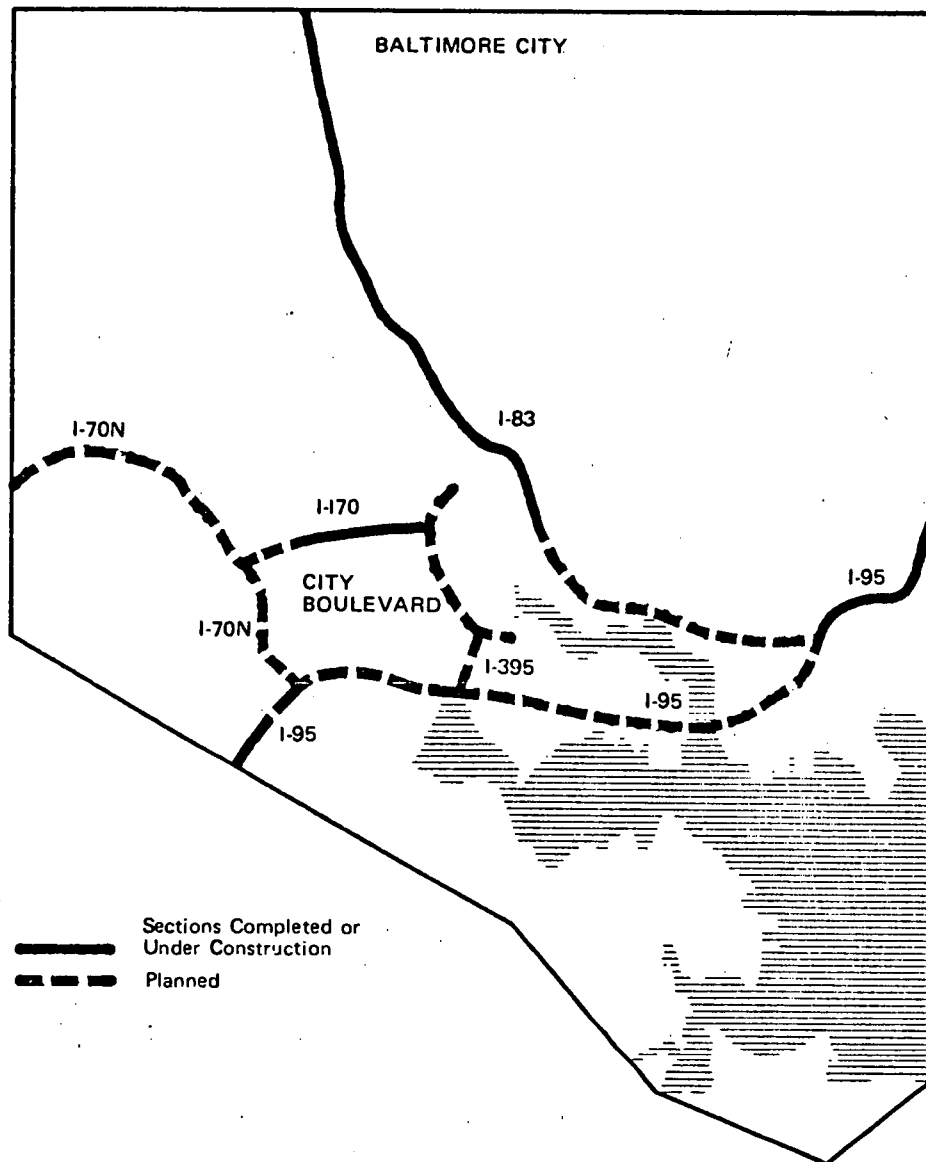 BALTIMORE CITY
I-83
I-70N
I-170
I-95
CITY
BOULEVARD
I-70N
I-395
I-95
I-95
Sections Completed or
Under Construction
Planned